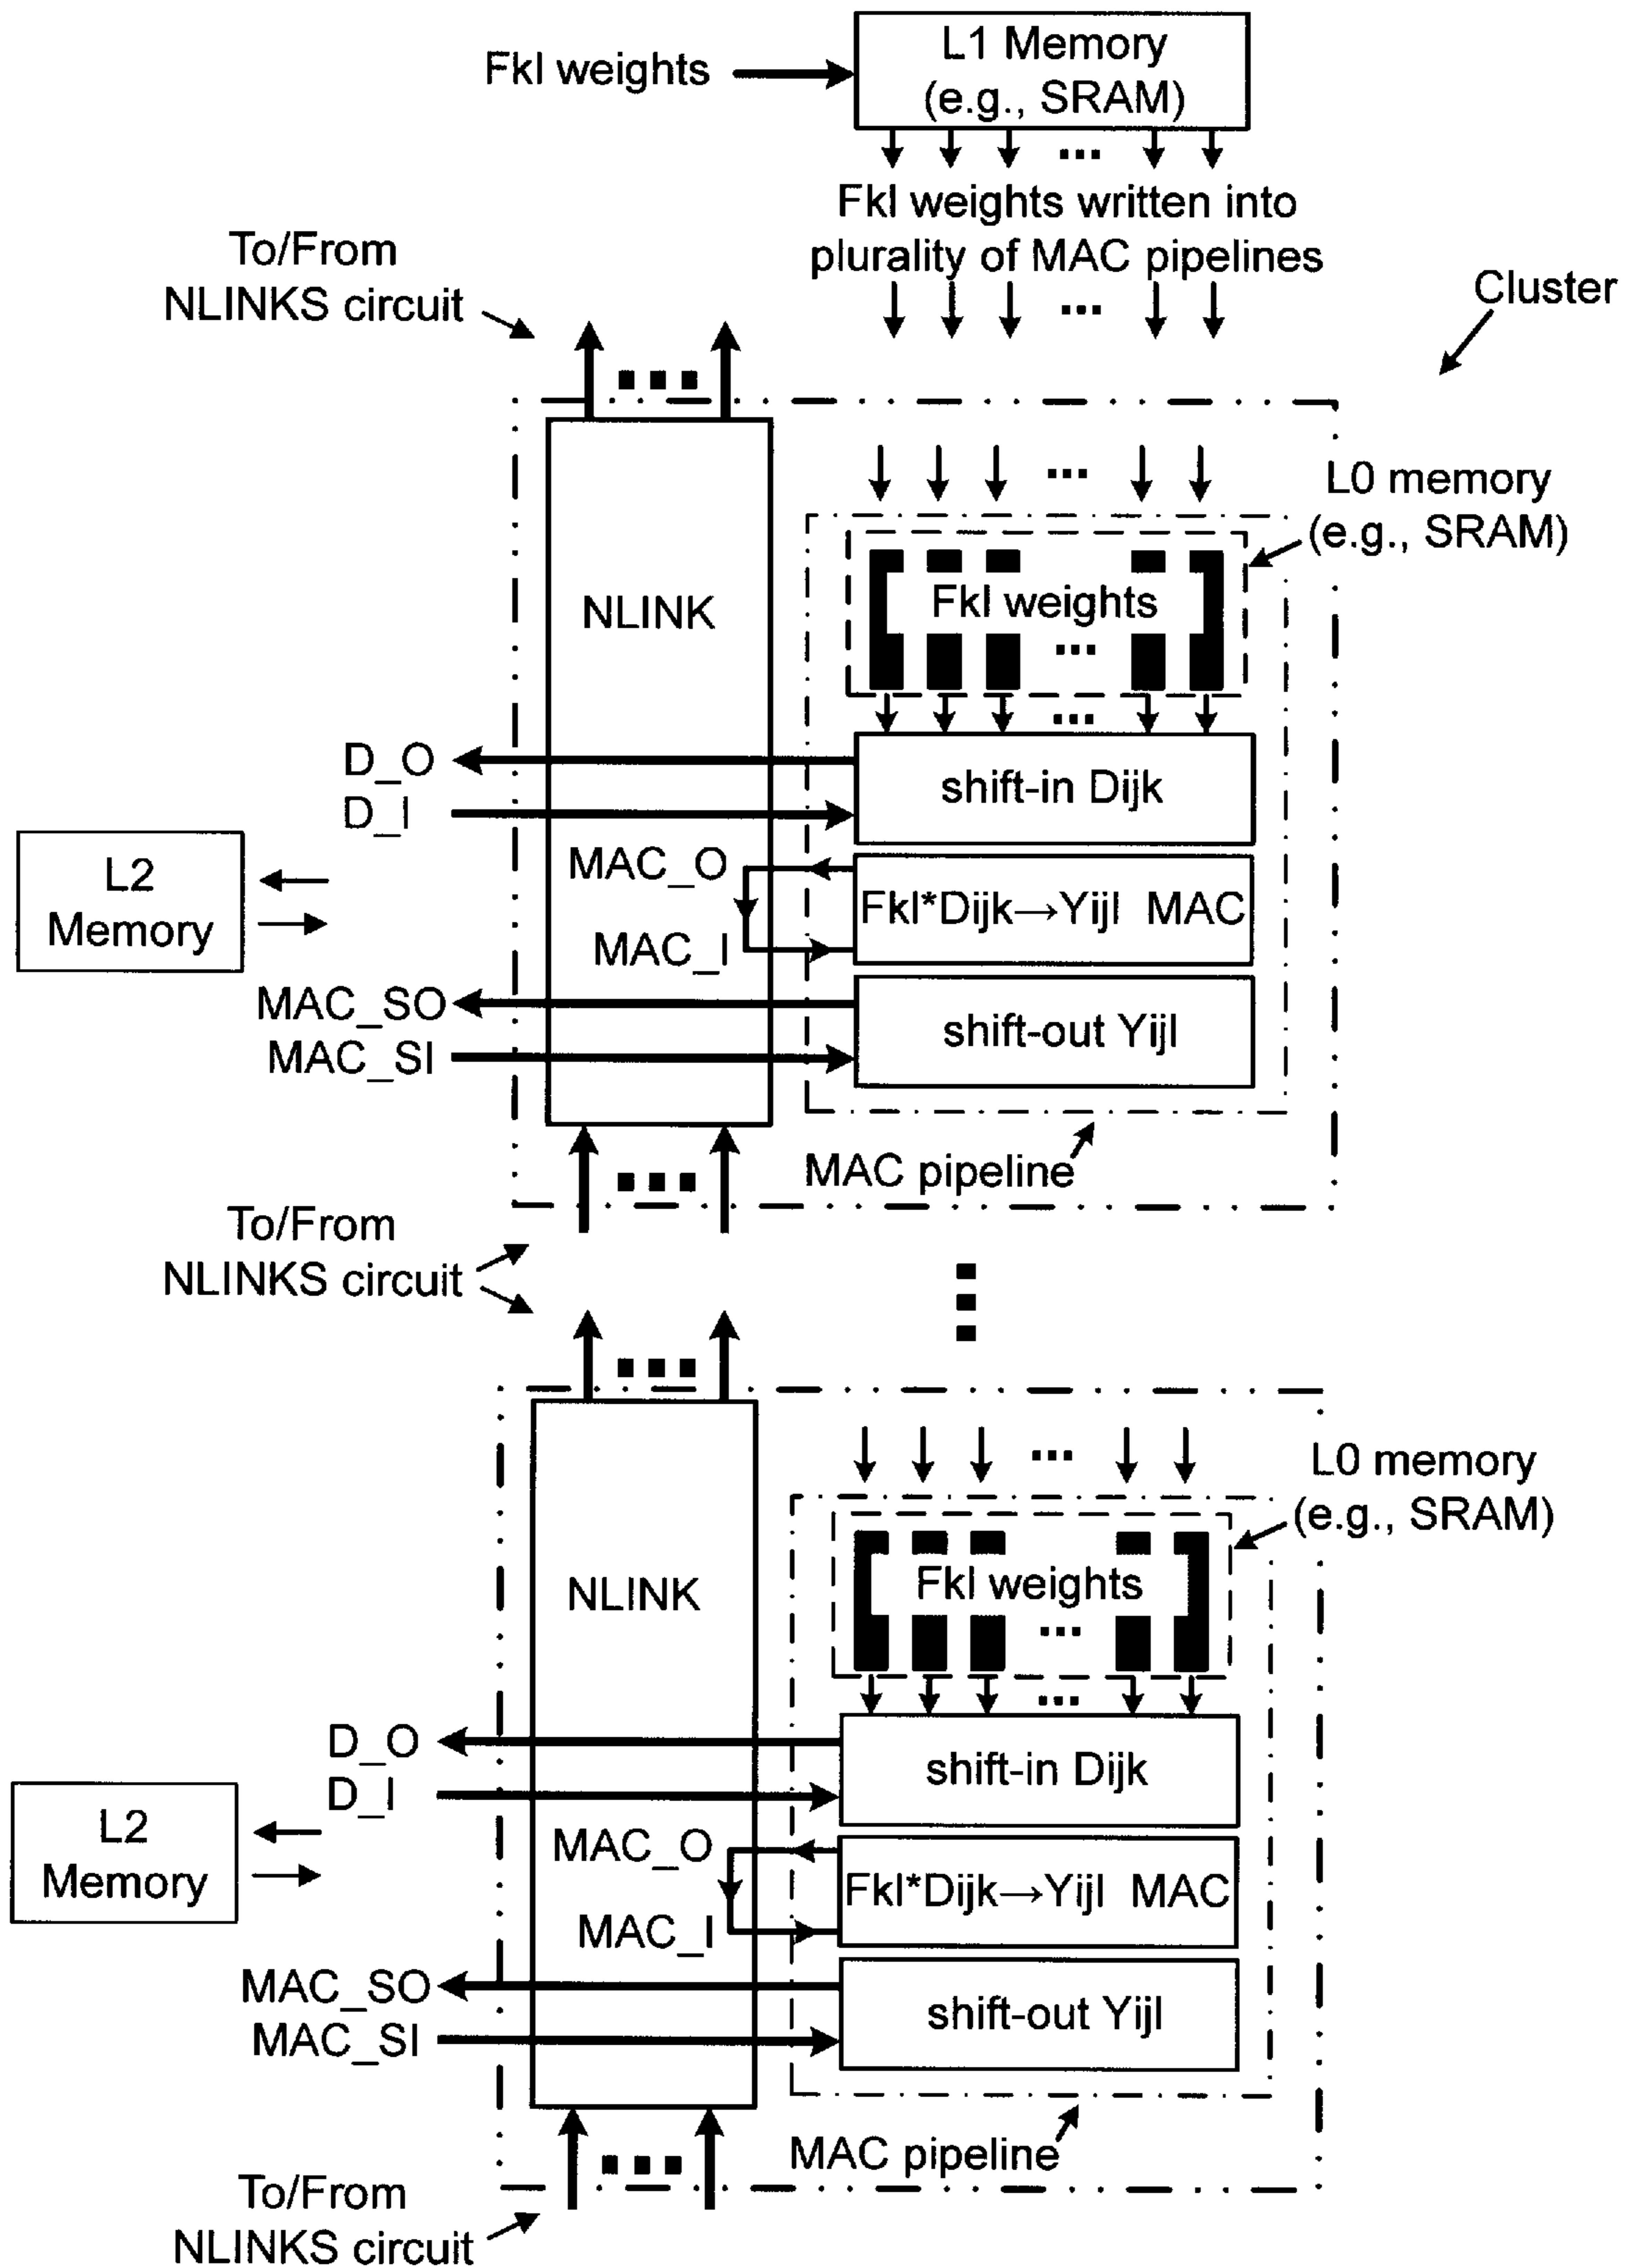 L1 Memory
(e.g., SRAM)
Fkl weights
Fkl weights written into
plurality of MAC pipelines
To/From
NLINKS circuit
Cluster
L0 memory
(e.g., SRAM)
Fkl weights
NLINK
D_O
D_I
shift-in Dijk
L2
Memory
MAC_O
MAC_I
Fkl*Dijk→Yijl MAC
MAC_SO
MAC_SI
shift-out Yijl
MAC pipeline
To/From
NLINKS circuit
L0 memory
(e.g., SRAM)
Fkl weights
NLINK
D_O
D_I
shift-in Dijk
L2
Memory
MAC_O
MAC_I
Fkl*Dijk→Yijl MAC
MAC_SO
MAC_SI
shift-out Yijl
MAC pipeline
To/From
NLINKS circuit